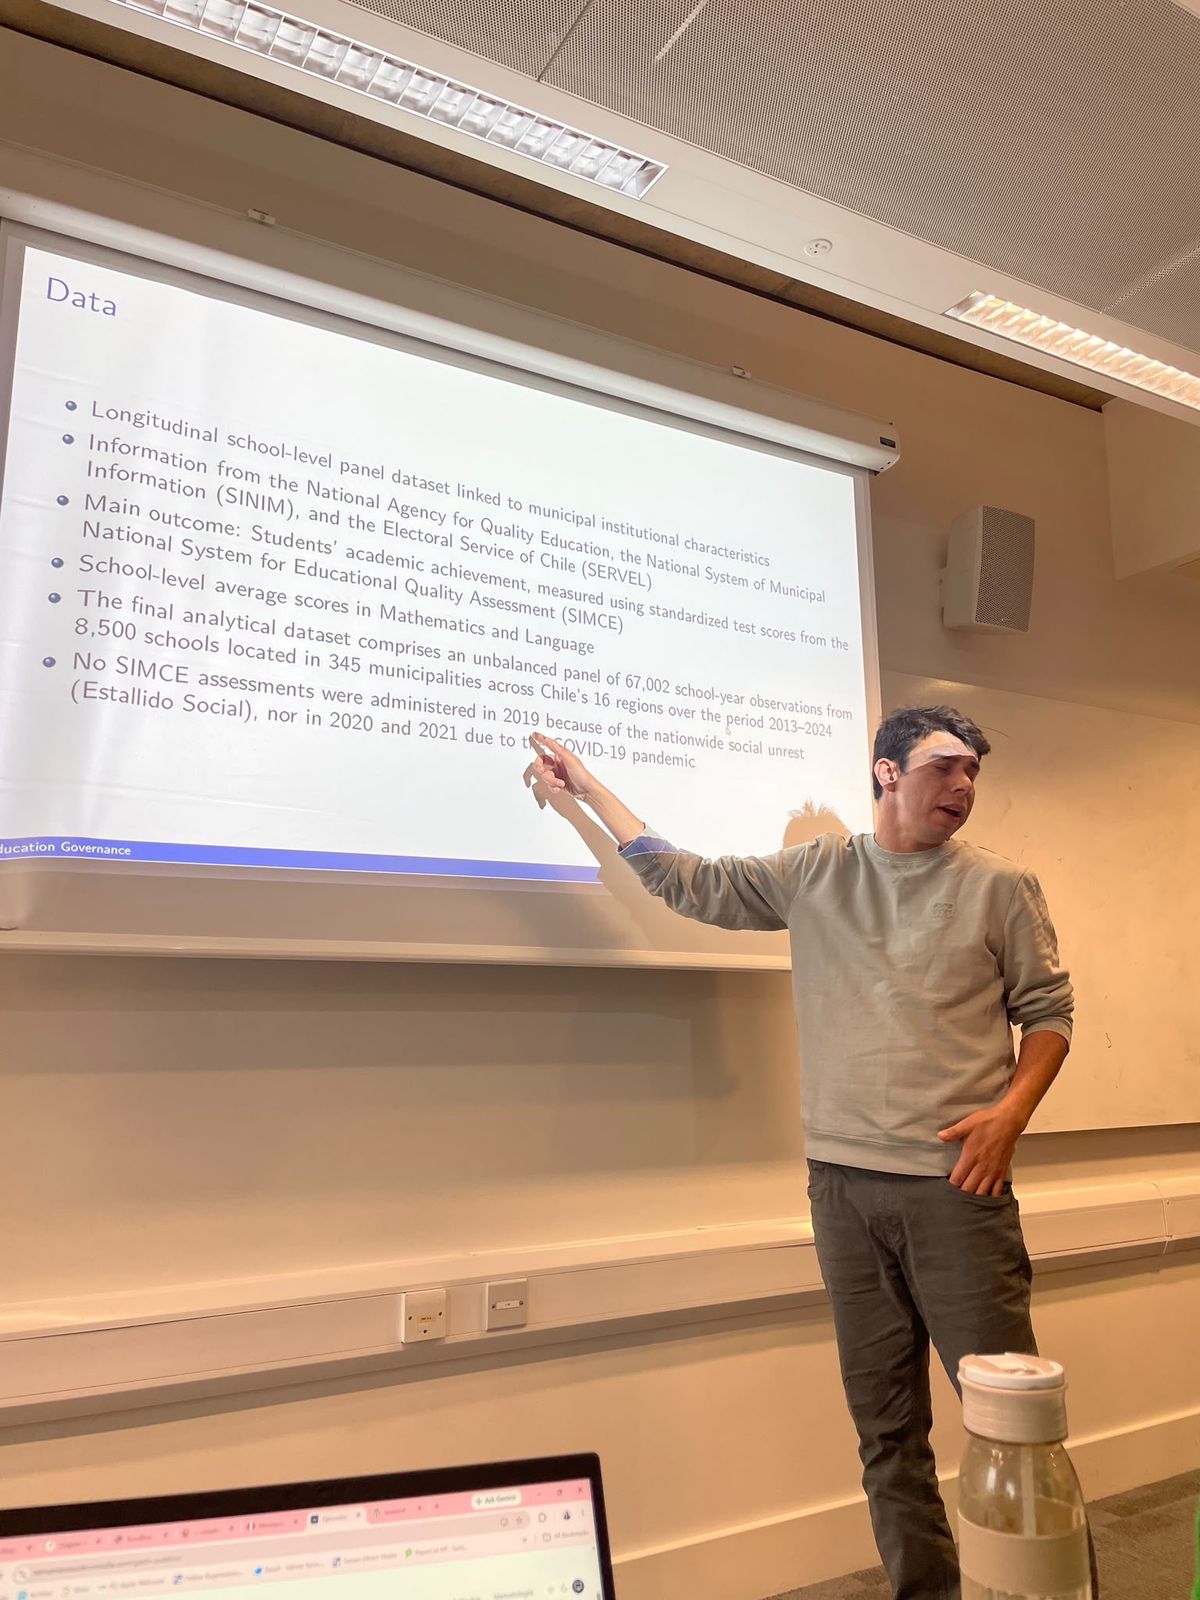 Data
Longitudinal school-level panel dataset linked to municipal institutional characteristics
Information from the National Agency for Quality Education, the National System of Municipal
Information (SINIM), and the Electoral Service of Chile (SERVEL)
Main outcome: Students' academic achievement, measured using standardized test scores from the
National System for Educational Quality Assessment (SIMCE)
School-level average scores in Mathematics and Language
The final analytical dataset comprises an unbalanced panel of 67,002 school-year observations from
8,500 schools located in 345 municipalities across Chile's 16 regions over the period 2013–2024
No SIMCE assessments were administered in 2019 because of the nationwide social unrest
(Estallido Social), nor in 2020 and 2021 due to the COVID-19 pandemic
ducation Governance
Ask Gemini
All Bookmarks